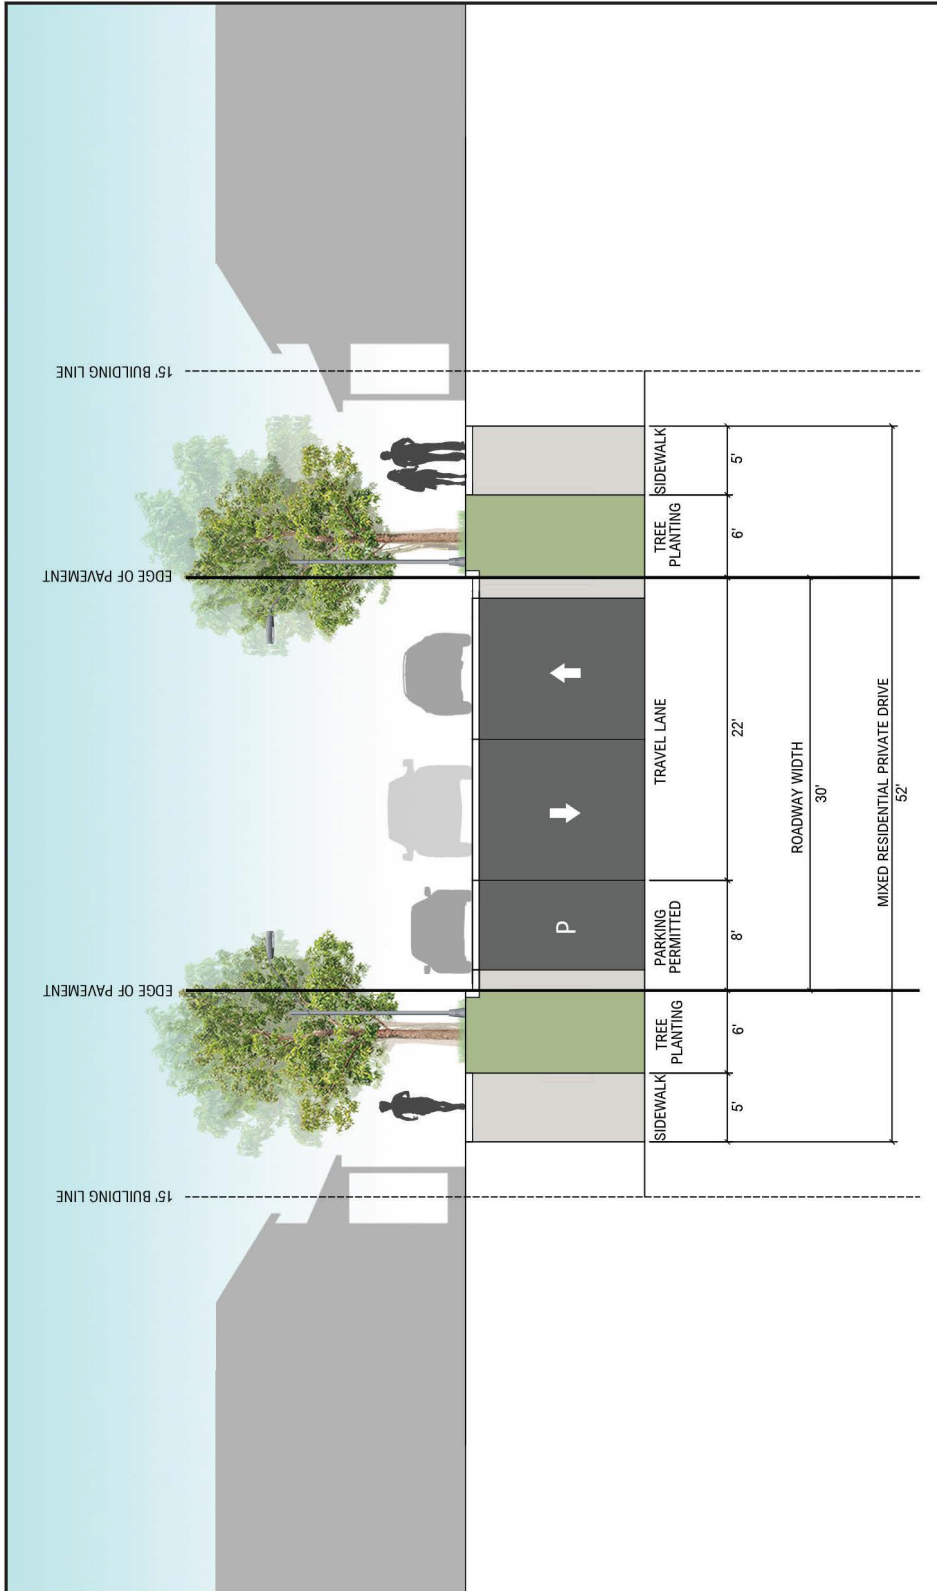 15' BUILDING LINE
EDGE OF PAVEMENT
EDGE OF PAVEMENT
15' BUILDING LINE
P
SIDEWALK
TREE
PLANTING
PARKING
PERMITTED
TRAVEL LANE
TREE
PLANTING
SIDEWALK
5'
6'
8'
22'
6'
5'
ROADWAY WIDTH
30'
MIXED RESIDENTIAL PRIVATE DRIVE
52'